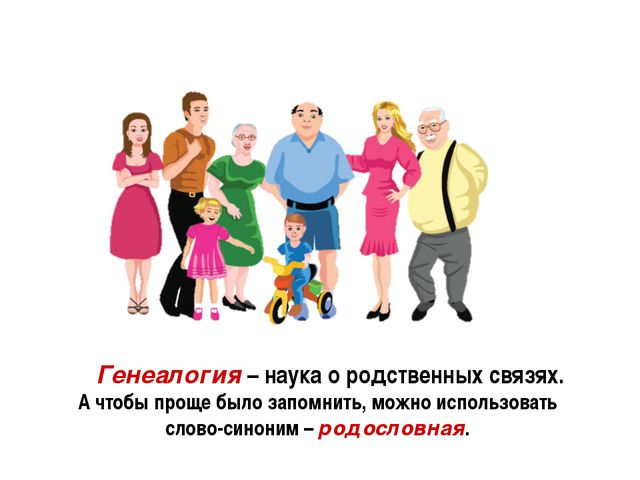 Генеалогия – наука о родственных связях.
А чтобы проще было запомнить, можно использовать
слово-синоним – родословная.